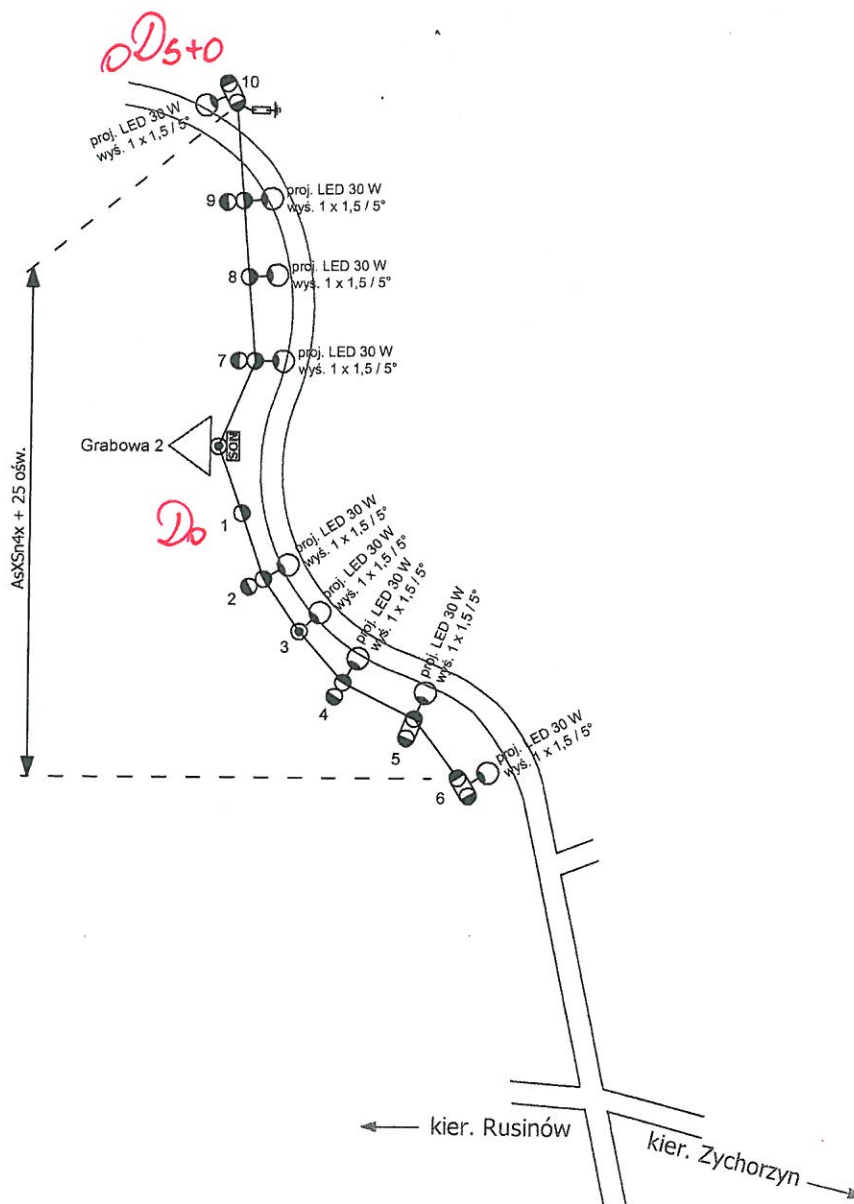 oD5+0
10
proj. LED 30 W
wyś. 1 x 1,5 / 5°
9
proj. LED 30 W
wyś. 1 x 1,5 / 5°
8
proj. LED 30 W
wyś. 1 x 1,5 / 5°
7
proj. LED 30 W
wyś. 1 x 1,5 / 5°
Grabowa 2
SON
AsXSn4x + 25 ośw.
1
D0
2
proj. LED 30 W
wyś. 1 x 1,5 / 5°
3
proj. LED 30 W
wyś. 1 x 1,5 / 5°
4
proj. LED 30 W
wyś. 1 x 1,5 / 5°
5
proj. LED 30 W
wyś. 1 x 1,5 / 5°
6
proj. LED 30 W
wyś. 1 x 1,5 / 5°
kier. Rusinów
kier. Zychorzyn